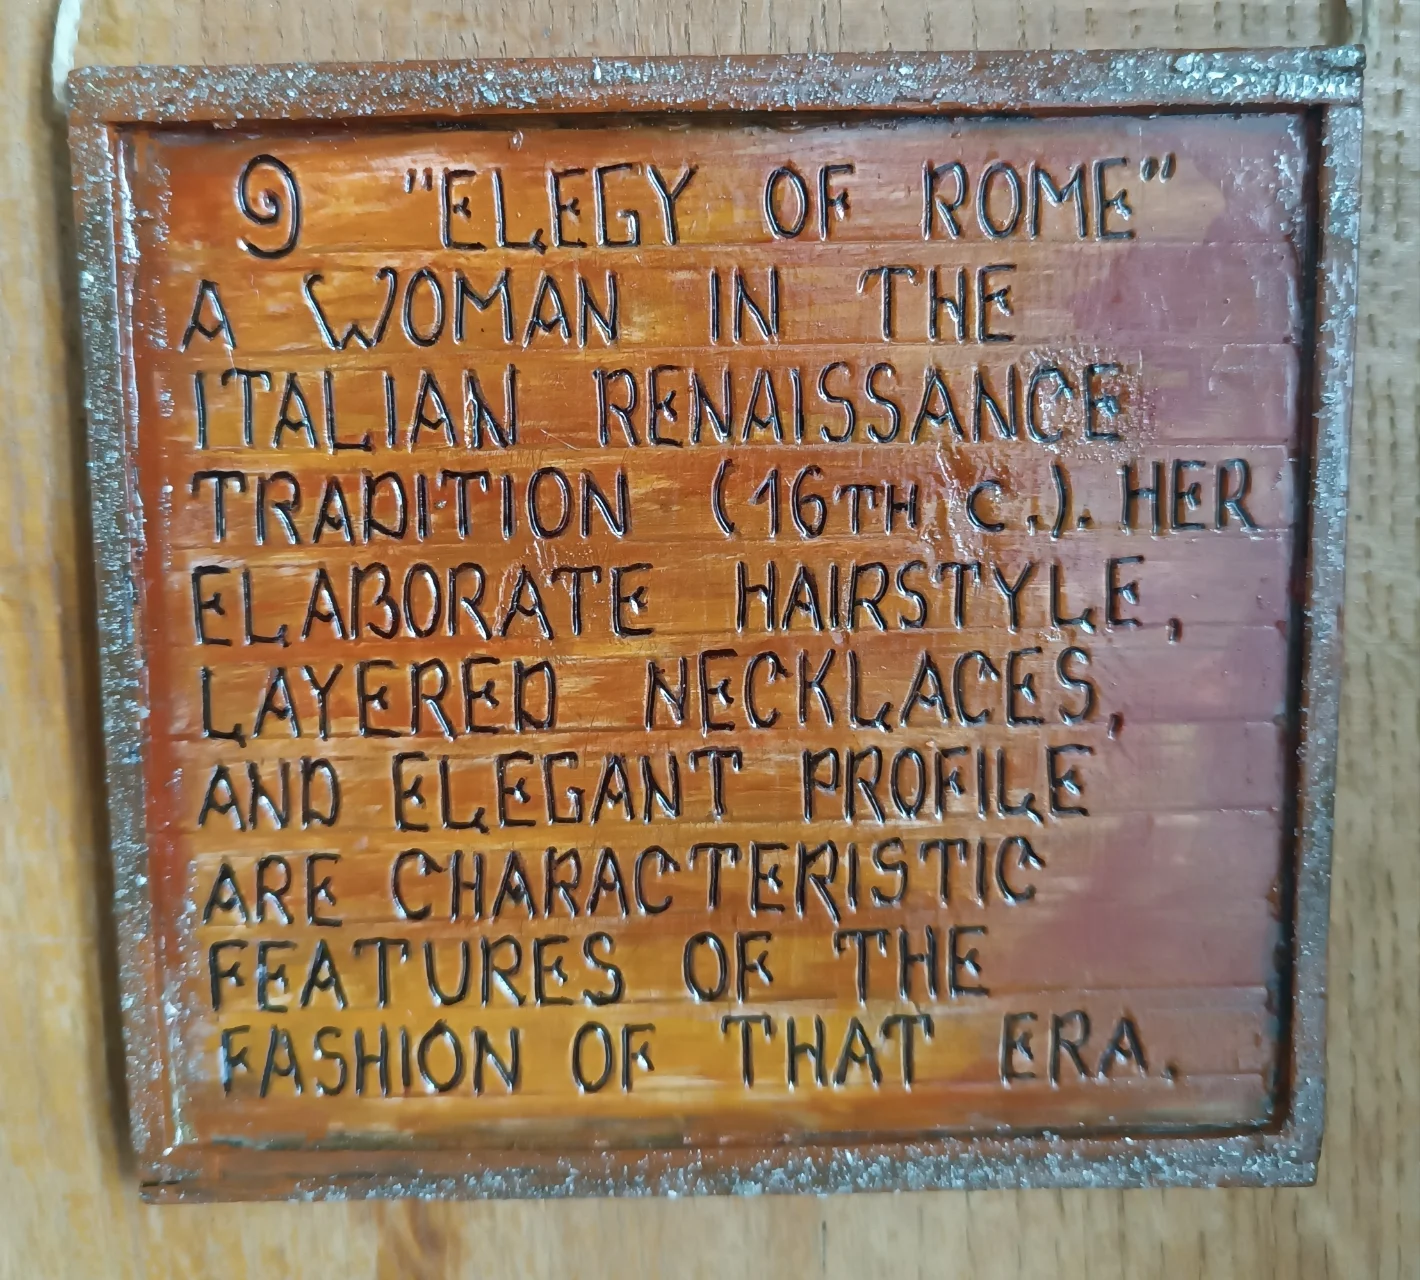 9 "ELEGY OF ROME"
A WOMAN IN THE
ITALIAN RENAISSANCE
TRADITION (16TH C.). HER
ELABORATE HAIRSTYLE,
LAYERED NECKLACES,
AND ELEGANT PROFILE
ARE CHARACTERISTIC
FEATURES OF THE
FASHION OF THAT ERA.